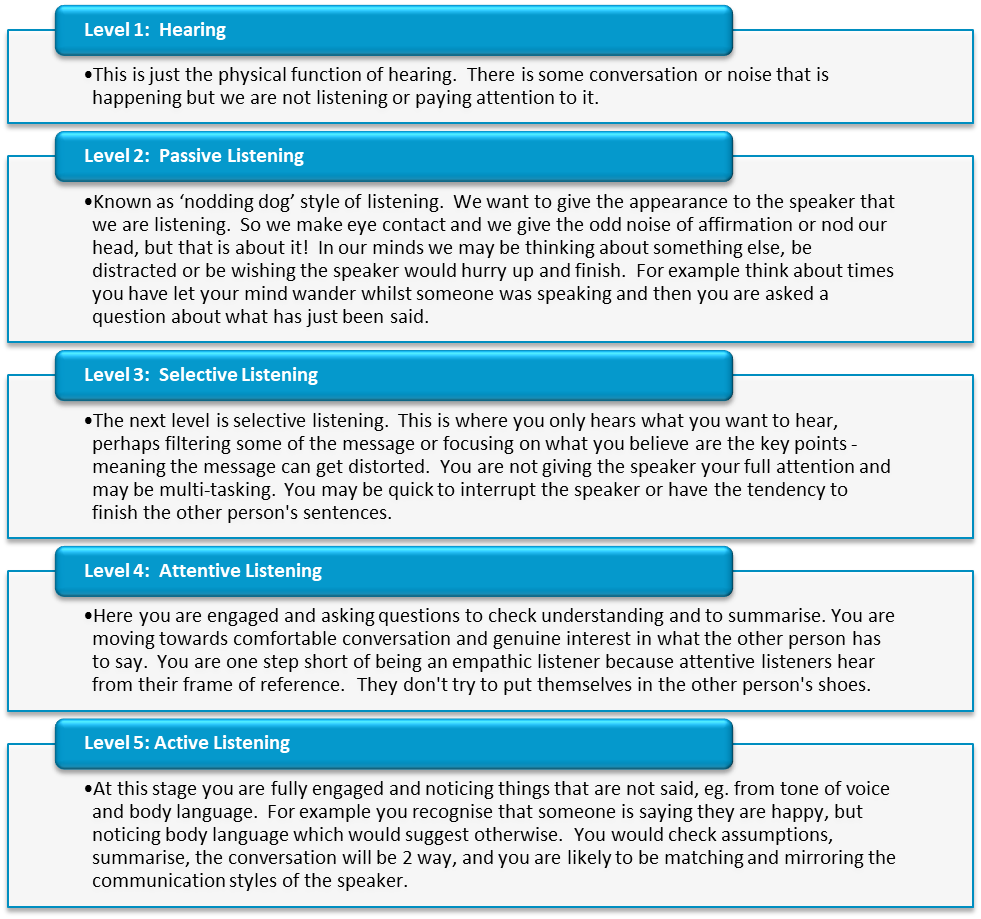 Level 1:  Hearing
•This is just the physical function of hearing.  There is some conversation or noise that is
happening but we are not listening or paying attention to it.
Level 2:  Passive Listening
•Known as ‘nodding dog’ style of listening.  We want to give the appearance to the speaker that
we are listening.  So we make eye contact and we give the odd noise of affirmation or nod our
head, but that is about it!  In our minds we may be thinking about something else, be
distracted or be wishing the speaker would hurry up and finish.  For example think about times
you have let your mind wander whilst someone was speaking and then you are asked a
question about what has just been said.
Level 3:  Selective Listening
•The next level is selective listening.  This is where you only hears what you want to hear,
perhaps filtering some of the message or focusing on what you believe are the key points -
meaning the message can get distorted.  You are not giving the speaker your full attention and
may be multi-tasking.  You may be quick to interrupt the speaker or have the tendency to
finish the other person's sentences.
Level 4:  Attentive Listening
•Here you are engaged and asking questions to check understanding and to summarise. You are
moving towards comfortable conversation and genuine interest in what the other person has
to say.  You are one step short of being an empathic listener because attentive listeners hear
from their frame of reference.  They don't try to put themselves in the other person's shoes.
Level 5: Active Listening
•At this stage you are fully engaged and noticing things that are not said, eg. from tone of voice
and body language.  For example you recognise that someone is saying they are happy, but
noticing body language which would suggest otherwise.  You would check assumptions,
summarise, the conversation will be 2 way, and you are likely to be matching and mirroring the
communication styles of the speaker.